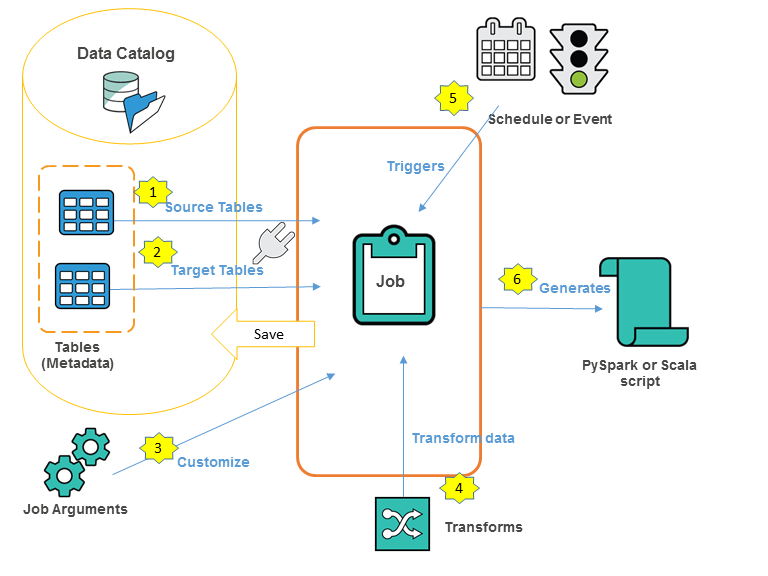 Data Catalog
5
Schedule or Event
Triggers
1
Source Tables
2
Target Tables
Job
6
Generates
Save
Tables
(Metadata)
PySpark or Scala
script
3
Customize
Transform data
Job Arguments
4
Transforms